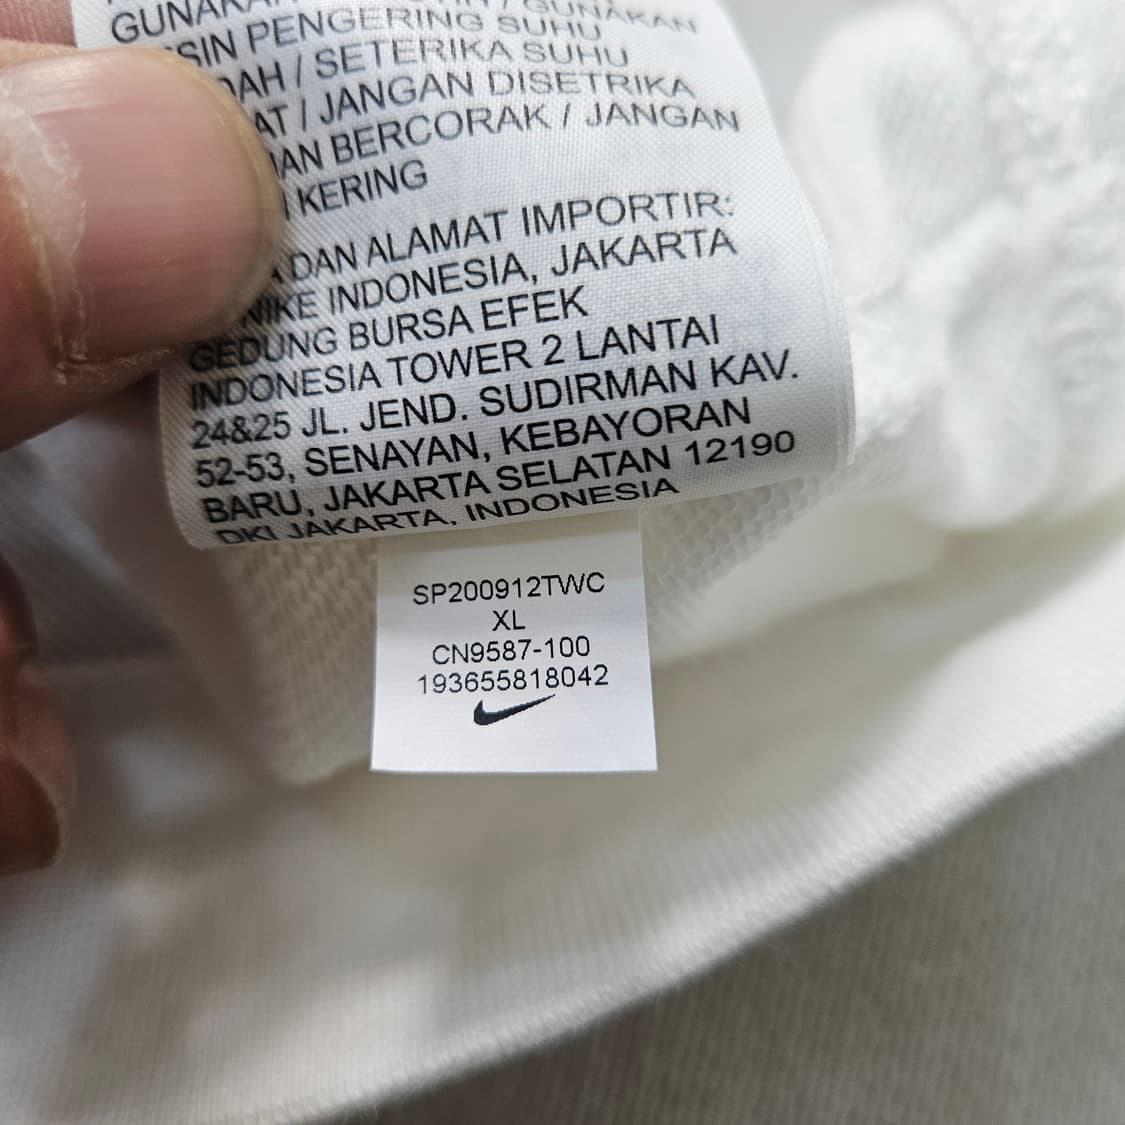 GUNAKAN
SIN PENGERING SUHU
DAH / SETERIKA SUHU
AT / JANGAN DISETRIKA
AN BERCORAK / JANGAN
KERING
DAN ALAMAT IMPORTIR:
NIKE INDONESIA, JAKARTA
GEDUNG BURSA EFEK
INDONESIA TOWER 2 LANTAI
24&25 JL. JEND. SUDIRMAN KAV.
52-53, SENAYAN, KEBAYORAN
BARU, JAKARTA SELATAN 12190
DKI JAKARTA, INDONESIA
SP200912TWC
XL
CN9587-100
193655818042